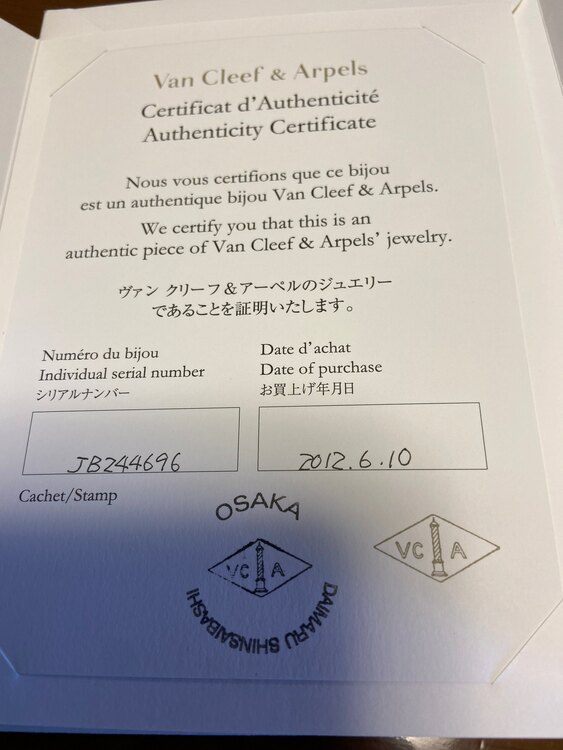 Van Cleef & Arpels
Certificat d'Authenticité
Authenticity Certificate
Nous vous certifions que ce bijou
est un authentique bijou Van Cleef & Arpels.
We certify you that this is an
authentic piece of Van Cleef & Arpels' jewelry.
ヴァン クリーフ&アーペルのジュエリー
であることを証明いたします。
Numéro du bijou
Individual serial number
シリアルナンバー
JB244696
Date d'achat
Date of purchase
お買上げ年月日
2012.6.10
Cachet/Stamp
OSAKA
VC A
DAIMARU SHINSAIBASHI
VC A